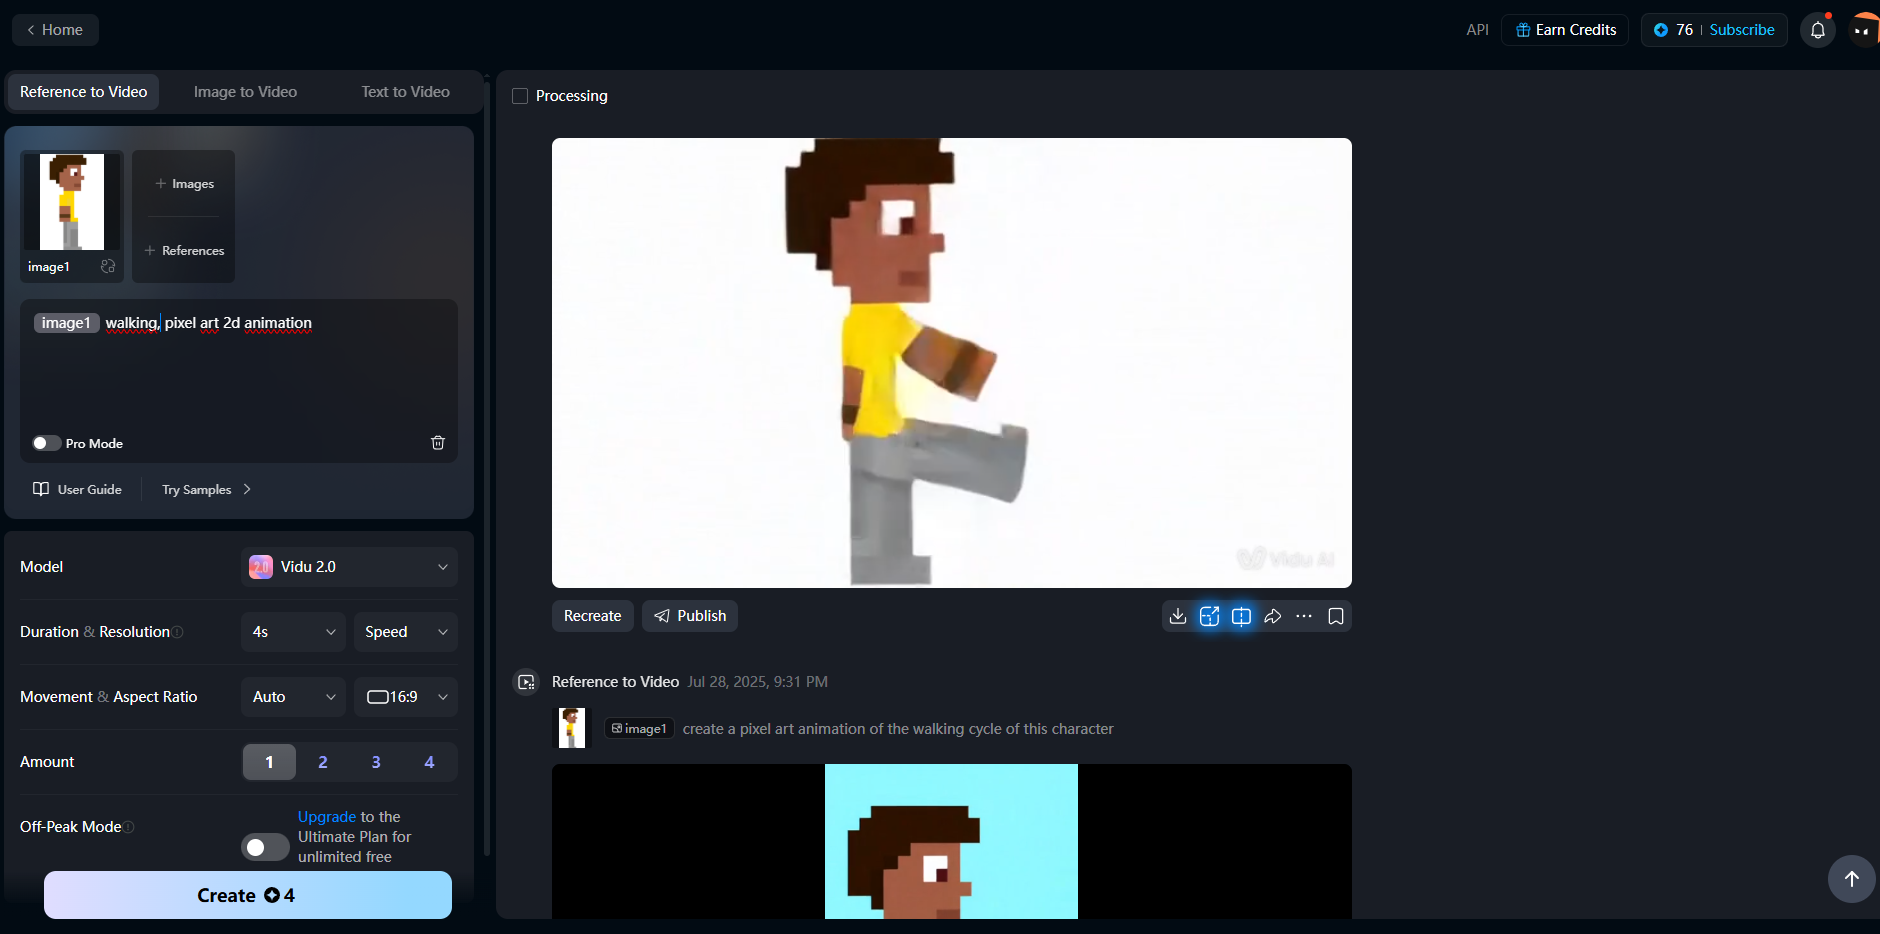 Home
API
Earn Credits
76 | Subscribe
Reference to Video
Image to Video
Text to Video
Processing
+ Images
+ References
image1
image1 walking, pixel art 2d animation
Pro Mode
User Guide
Try Samples
Model
2.0 Vidu 2.0
Duration & Resolution
4s
Speed
Movement & Aspect Ratio
Auto
16:9
Amount
1
2
3
4
Off-Peak Mode
Upgrade to the
Ultimate Plan for
unlimited free
Create 4
Vidu AI
Recreate
Publish
Reference to Video Jul 28, 2025, 9:31 PM
image1 create a pixel art animation of the walking cycle of this character